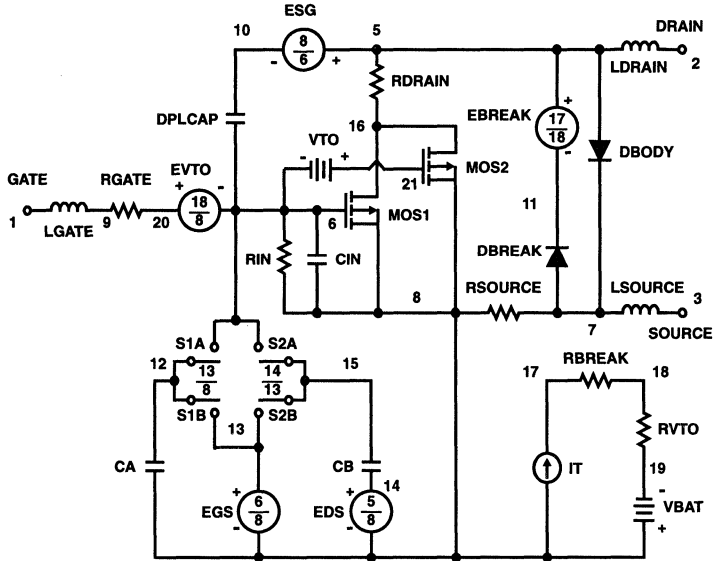 ESG
10
8
6
- +
5
DRAIN
LDRAIN
2
RDRAIN
DPLCAP
16
EBREAK
+
17
18
-
VTO
- +
DBODY
MOS2
21
EVTO
+ -
18
8
GATE
RGATE
1
LGATE
9
20
6
MOS1
11
DBREAK
RIN
CIN
RSOURCE
LSOURCE
8
3
7
SOURCE
S1A
S2A
12
13
8
14
13
15
S1B
S2B
13
RBREAK
17
18
RVTO
CA
CB
IT
19
14
+
6
8
-
EGS
+
5
8
-
EDS
-
VBAT
+